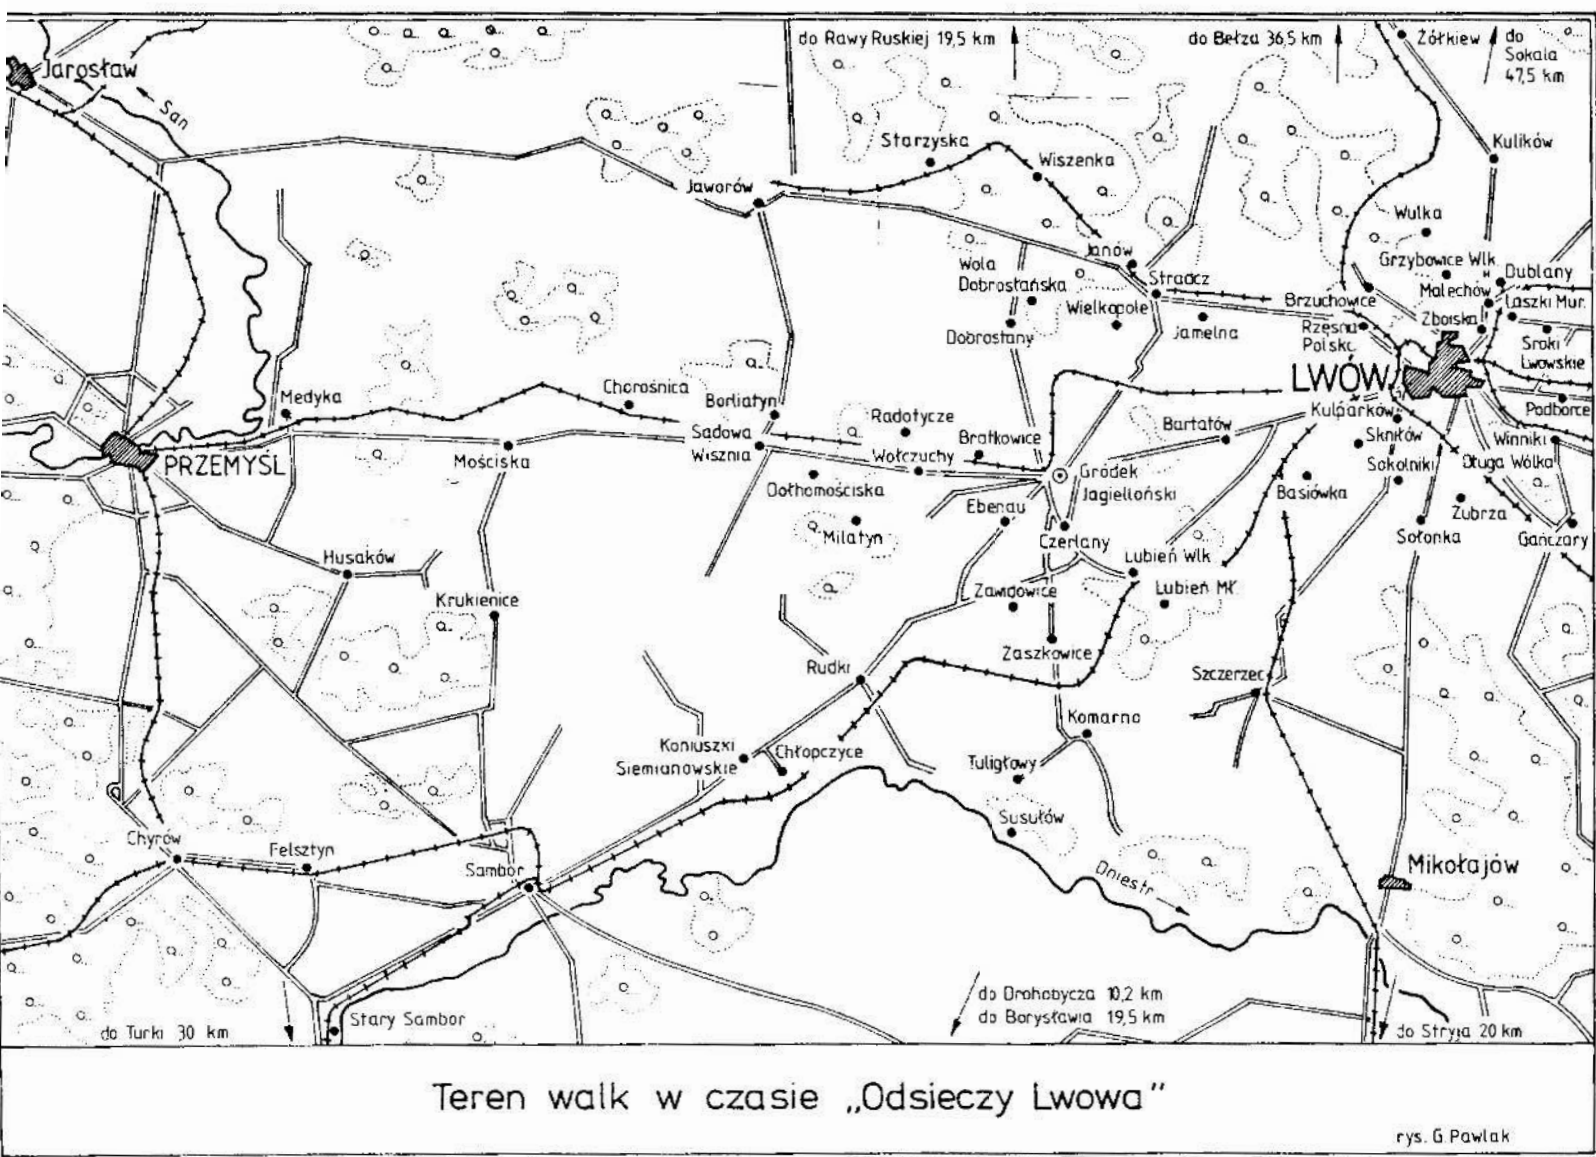 do Rawy Ruskiej 19,5 km
do Bełza 36,5 km
Żółkiew
do
Sokala
47,5 km
Jarosław
San
Starzyska
Wiszenka
Kulików
Jaworów
Wulka
Janów
Grzybowice Wlk.
Wola
Dobrostańska
Straocz
Dublany
Malechów
Brzuchowice
Laszki Mur.
Wielkopole
Jamelna
Zboiska
Rzęsna
Polska
Dobrostany
Sroki
Lwowskie
LWÓW
Medyka
Chorośnica
Bortiatyn
Radotycze
Kulparków
Podborce
Sądowa
Wisznia
Bratkowice
Bartatów
Skniłów
Winniki
PRZEMYŚL
Mościska
Wołczuchy
Gródek
Jagielloński
Sokolniki
Długa Wólka
Dołhomościska
Basiówka
Ebenau
Żubrza
Milatyn
Czerlany
Sołonka
Gańczary
Husaków
Lubień Wlk
Krukienice
Zawidowice
Lubień Mł.
Rudki
Zaszkowice
Szczerzec
Komarno
Koniuszki
Siemianowskie
Chłopczyce
Tuligłowy
Susułów
Chyrów
Felsztyn
Sambor
Dniestr
Mikołajów
do Drohobycza 10,2 km
do Borysławia 19,5 km
Stary Sambor
do Turki 30 km
do Stryja 20 km
Teren walk w czasie „Odsieczy Lwowa”
rys. G. Pawlak